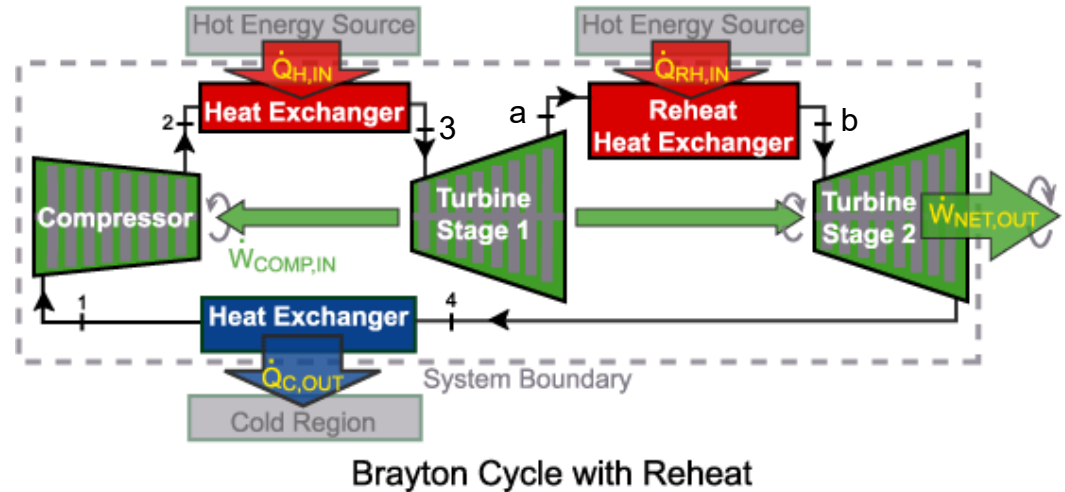 Hot Energy Source
Hot Energy Source
Q̇H,IN
Q̇RH,IN
Heat Exchanger
Reheat
Heat Exchanger
2
3
a
b
Compressor
Turbine
Stage 1
Turbine
Stage 2
ẆNET,OUT
ẆCOMP,IN
1
Heat Exchanger
4
Q̇C,OUT
System Boundary
Cold Region
Brayton Cycle with Reheat